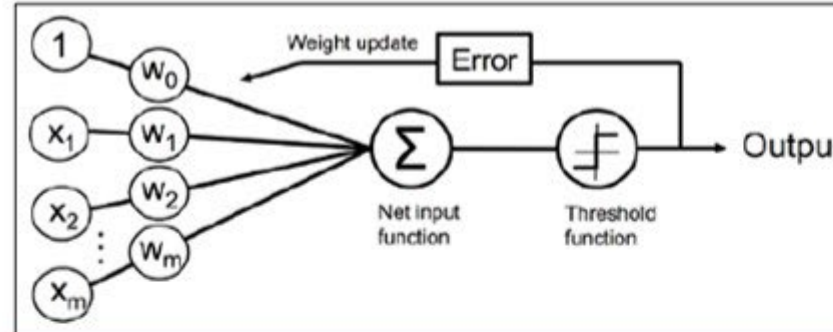 1
w₀
Weight update
Error
x₁
w₁
Σ
Outpu
x₂
w₂
Net input
function
Threshold
function
⋮
xₘ
wₘ